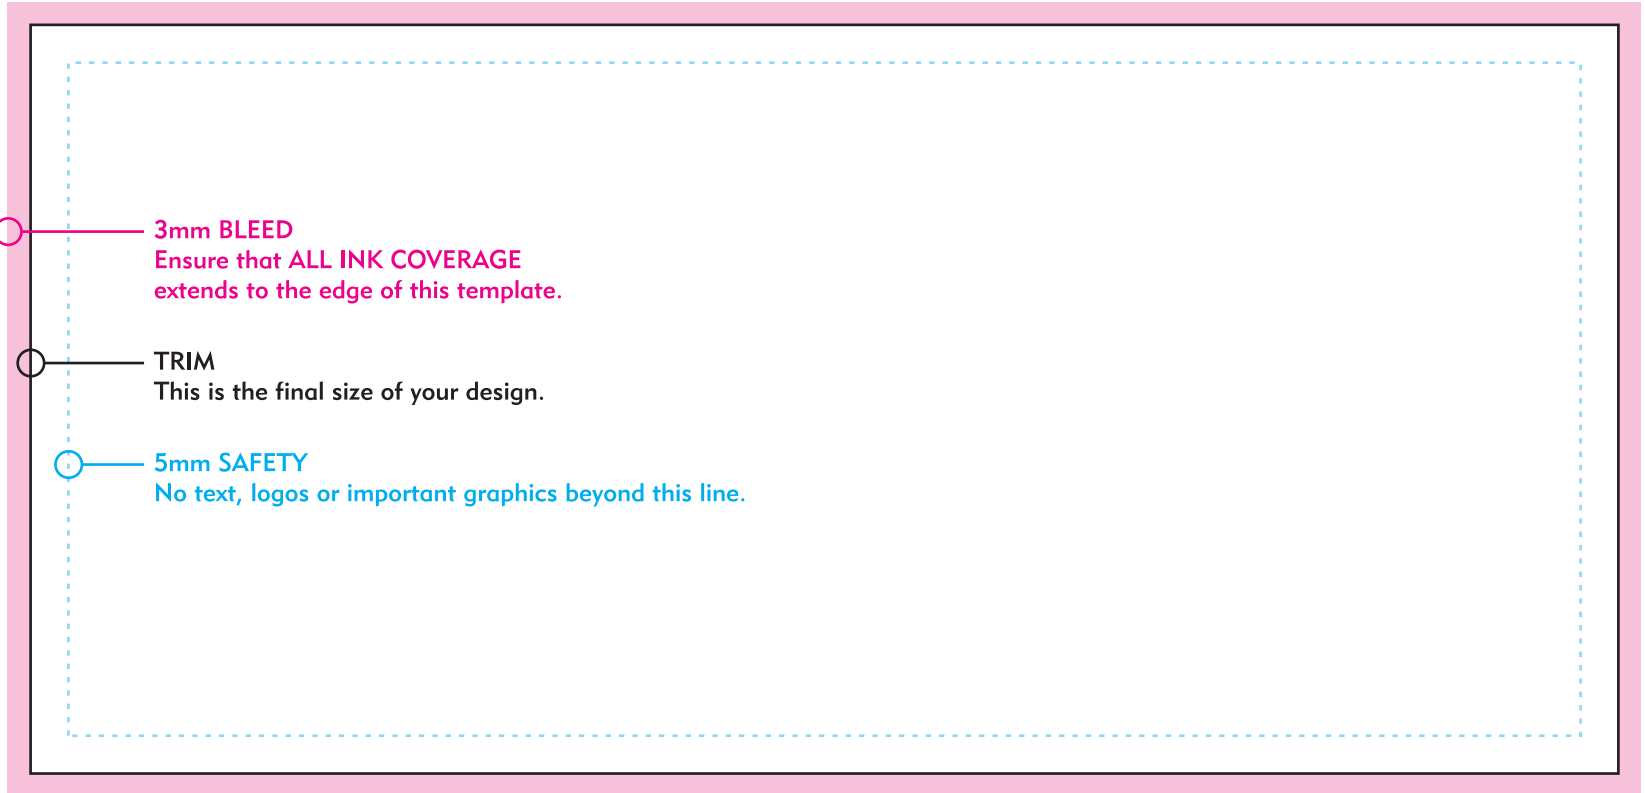 3mm BLEED
Ensure that ALL INK COVERAGE
extends to the edge of this template.
TRIM
This is the final size of your design.
5mm SAFETY
No text, logos or important graphics beyond this line.